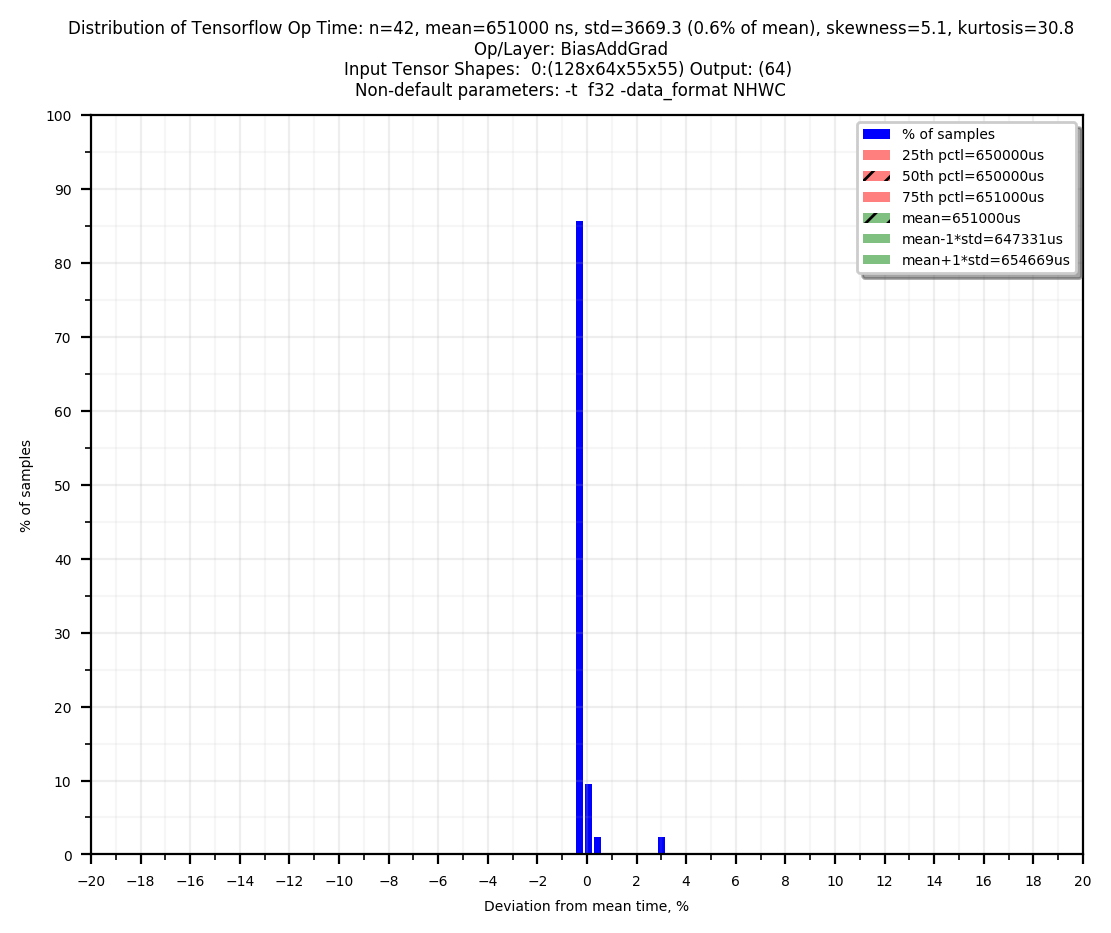 Distribution of Tensorflow Op Time: n=42, mean=651000 ns, std=3669.3 (0.6% of mean), skewness=5.1, kurtosis=30.8
Op/Layer: BiasAddGrad
Input Tensor Shapes:  0:(128x64x55x55) Output: (64)
Non-default parameters: -t  f32 -data_format NHWC
% of samples
25th pctl=650000us
50th pctl=650000us
75th pctl=651000us
mean=651000us
mean-1*std=647331us
mean+1*std=654669us
% of samples
100
90
80
70
60
50
40
30
20
10
0
−20 −18 −16 −14 −12 −10 −8 −6 −4 −2 0 2 4 6 8 10 12 14 16 18 20
Deviation from mean time, %